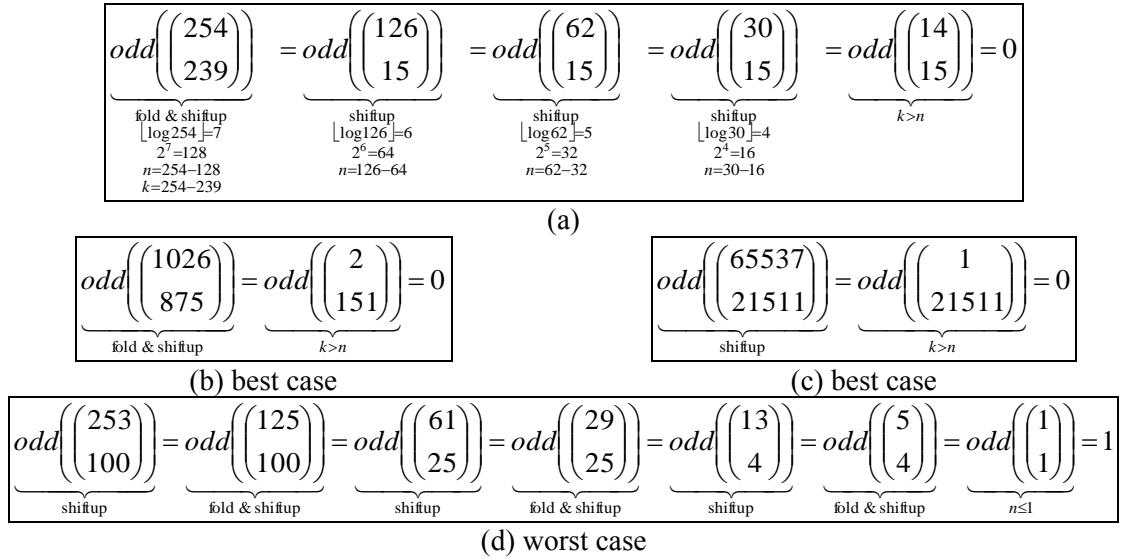 odd((254 239)) = odd((126 15)) = odd((62 15)) = odd((30 15)) = odd((14 15)) = 0
fold & shiftup shiftup shiftup shiftup k>n
⌊log254⌋=7 ⌊log126⌋=6 ⌊log62⌋=5 ⌊log30⌋=4
2^7=128 2^6=64 2^5=32 2^4=16
n=254−128 n=126−64 n=62−32 n=30−16
k=254−239
(a)
odd((1026 875)) = odd((2 151)) = 0
fold & shiftup k>n
(b) best case
odd((65537 21511)) = odd((1 21511)) = 0
shiftup k>n
(c) best case
odd((253 100)) = odd((125 100)) = odd((61 25)) = odd((29 25)) = odd((13 4)) = odd((5 4)) = odd((1 1)) = 1
shiftup fold & shiftup shiftup fold & shiftup shiftup fold & shiftup n≤1
(d) worst case